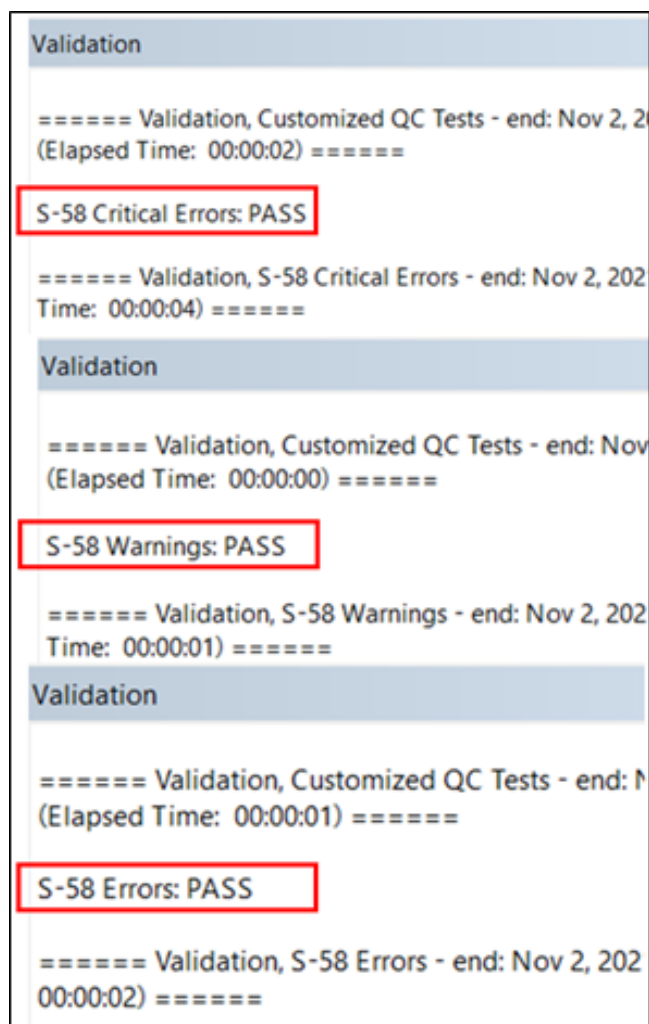 Validation
====== Validation, Customized QC Tests - end: Nov 2, 2
(Elapsed Time: 00:00:02) ======
S-58 Critical Errors: PASS
====== Validation, S-58 Critical Errors - end: Nov 2, 202
Time: 00:00:04) ======
Validation
====== Validation, Customized QC Tests - end: Nov
(Elapsed Time: 00:00:00) ======
S-58 Warnings: PASS
====== Validation, S-58 Warnings - end: Nov 2, 202
Time: 00:00:01) ======
Validation
====== Validation, Customized QC Tests - end:
(Elapsed Time: 00:00:01) ======
S-58 Errors: PASS
====== Validation, S-58 Errors - end: Nov 2, 202
00:00:02) ======